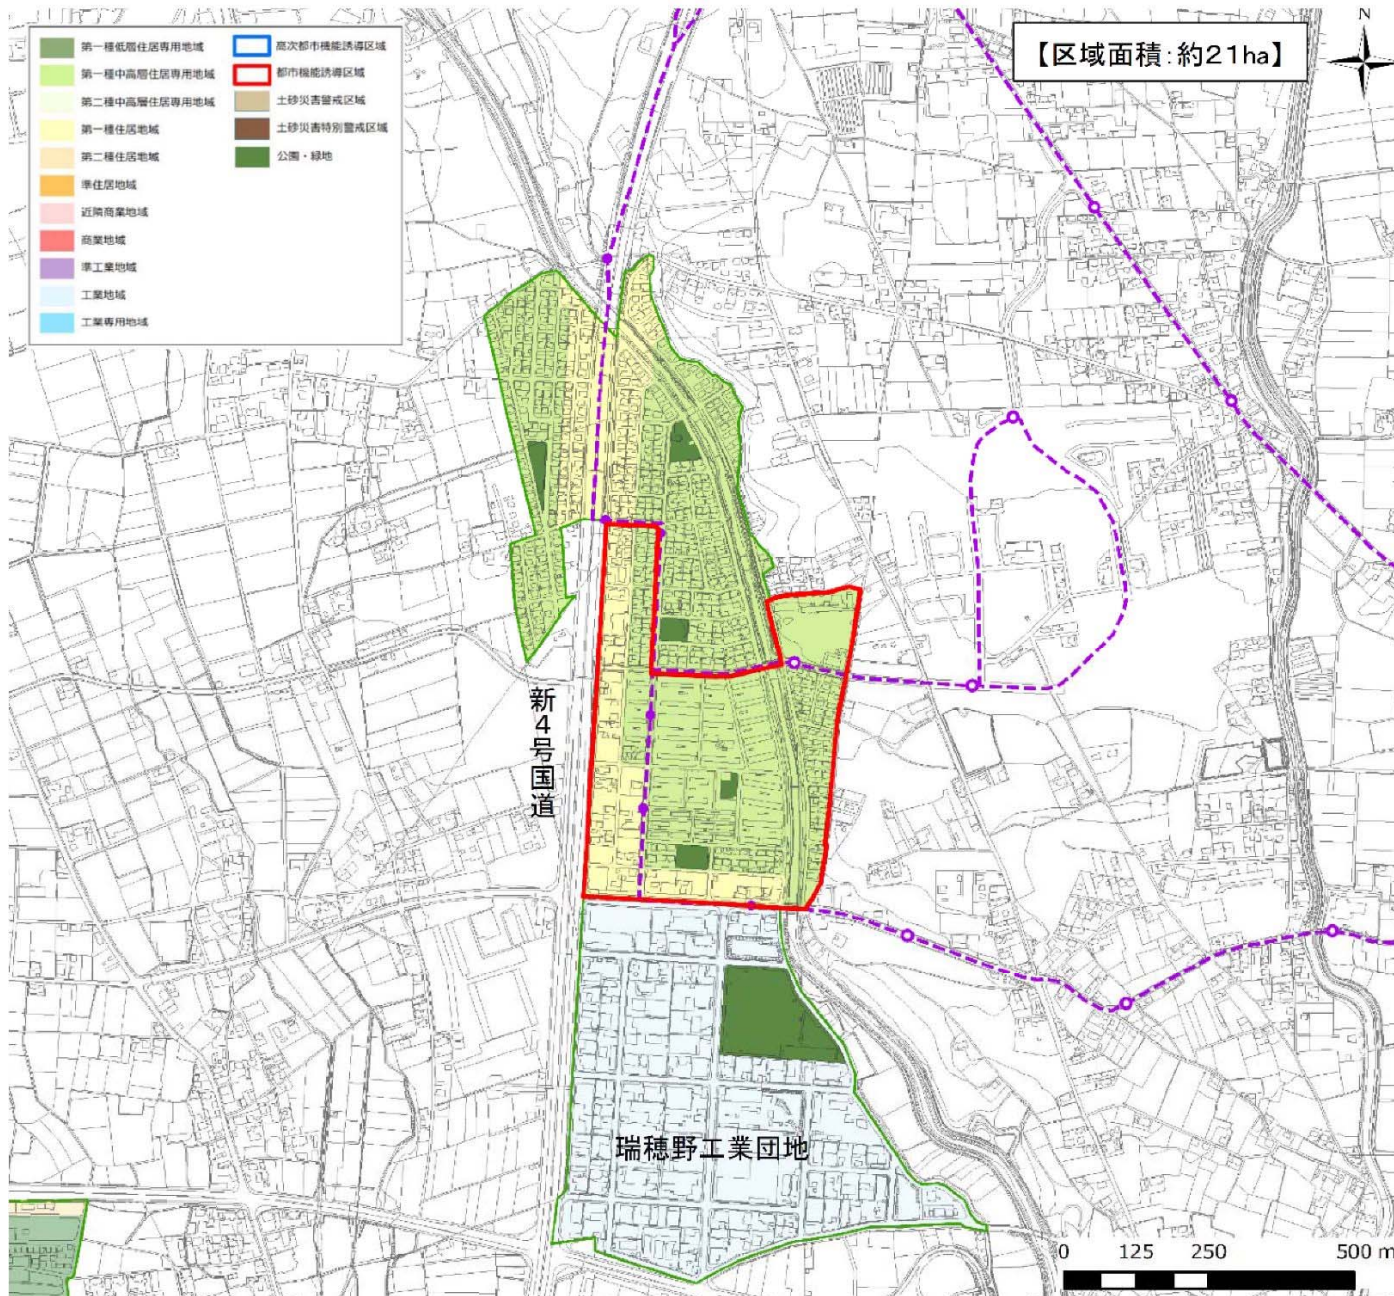 第一種低層住居専用地域
第一種中高層住居専用地域
第二種中高層住居専用地域
第一種住居地域
第二種住居地域
準住居地域
近隣商業地域
商業地域
準工業地域
工業地域
工業専用地域
高次都市機能誘導区域
都市機能誘導区域
土砂災害警戒区域
土砂災害特別警戒区域
公園・緑地
【区域面積:約21ha】
N
新4号国道
瑞穂野工業団地
0 125 250 500 m